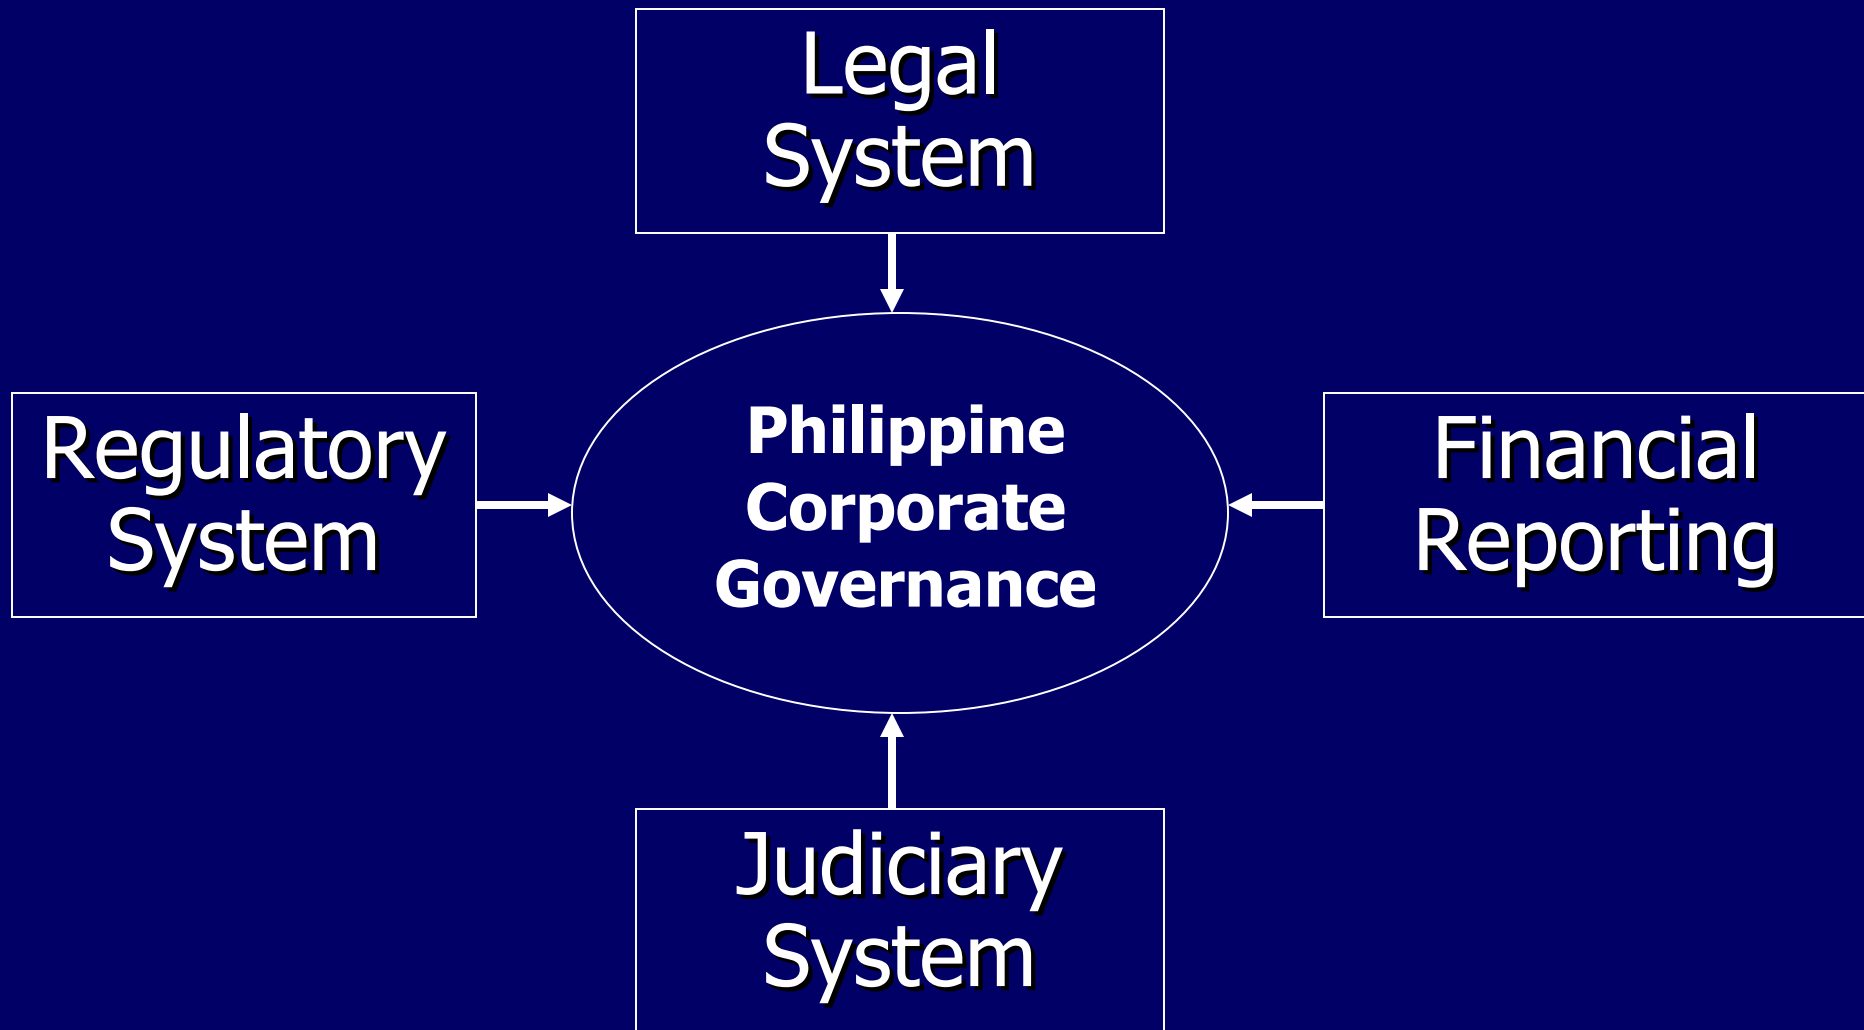 Legal
System
Regulatory
System
Philippine
Corporate
Governance
Financial
Reporting
Judiciary
System